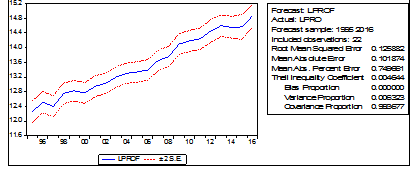 15.2
14.8
14.4
14.0
13.6
13.2
12.8
12.4
12.0
11.6
96 98 00 02 04 06 08 10 12 14 16
LPROF ± 2 S.E.
Forecast: LPROF
Actual: LPRO
Forecast sample: 1995 2016
Included observations: 22
Root Mean Squared Error 0.125882
Mean Absolute Error 0.101874
Mean Abs. Percent Error 0.749661
Theil Inequality Coefficient 0.004644
Bias Proportion 0.000000
Variance Proportion 0.006323
Covariance Proportion 0.993677